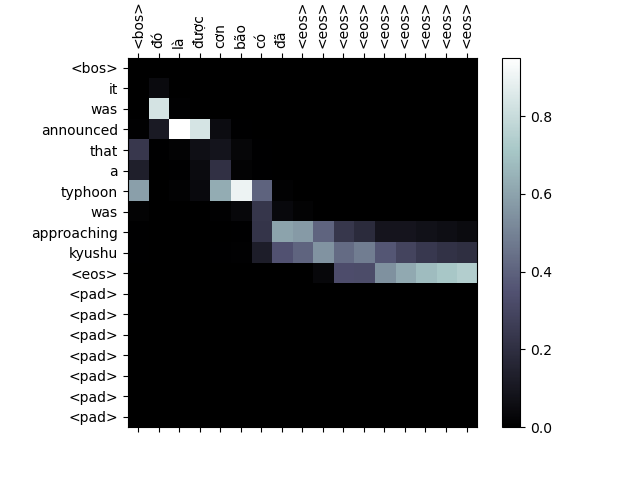 <bos> đó là được cơn bão có đã <eos> <eos> <eos> <eos> <eos> <eos> <eos> <eos> <eos>
<bos>
it
was
announced
that
a
typhoon
was
approaching
kyushu
<eos>
<pad>
<pad>
<pad>
<pad>
<pad>
<pad>
<pad>
0.8
0.6
0.4
0.2
0.0